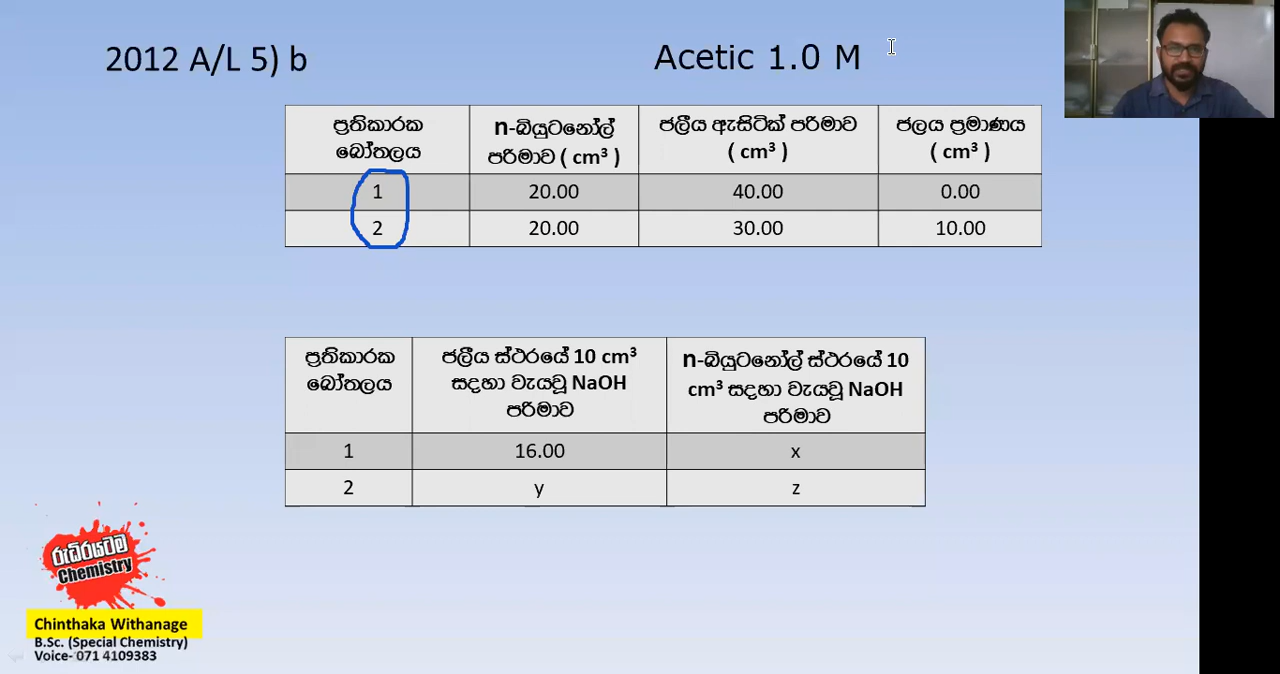 2012 A/L 5) b
Acetic 1.0 M
ප්‍රතිකාරක
බෝතලය
n-බියුටනෝල්
පරිමාව ( cm³ )
ජලීය ඇසිටික් පරිමාව
( cm³ )
ජලය ප්‍රමාණය
( cm³ )
1 20.00 40.00 0.00
2 20.00 30.00 10.00
ප්‍රතිකාරක
බෝතලය
ජලීය ස්ථරයේ 10 cm³
සදහා වැයවූ NaOH
පරිමාව
n-බියුටනෝල් ස්ථරයේ 10
cm³ සදහා වැයවූ NaOH
පරිමාව
1 16.00 x
2 y z
රුධිරයටම
Chemistry
Chinthaka Withanage
B.Sc. (Special Chemistry)
Voice- 071 4109383